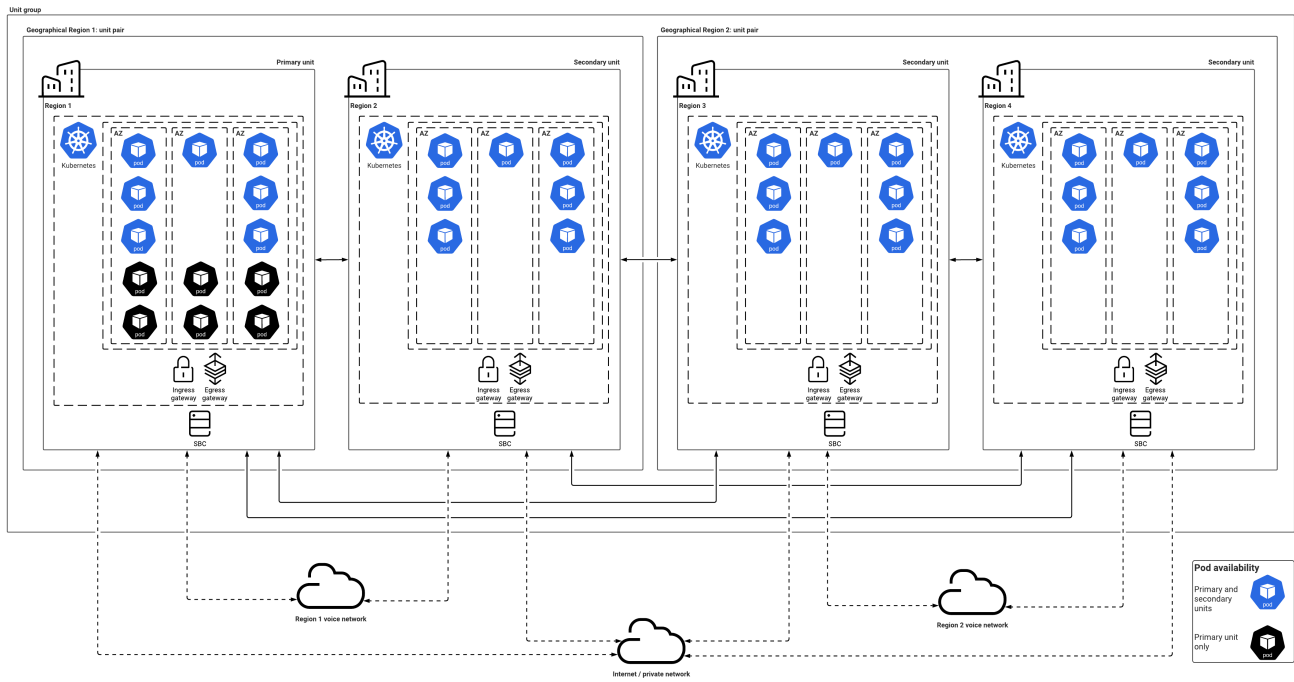 Unit group
Geographical Region 1: unit pair
Geographical Region 2: unit pair
Primary unit
Secondary unit
Secondary unit
Secondary unit
Region 1
Region 2
Region 3
Region 4
Kubernetes
AZ
AZ
AZ
pod
pod
pod
pod
pod
pod
pod
pod
pod
pod
pod
pod
pod
Ingress
gateway
Egress
gateway
SBC
Kubernetes
AZ
AZ
AZ
pod
pod
pod
pod
pod
pod
pod
Ingress
gateway
Egress
gateway
SBC
Kubernetes
AZ
AZ
AZ
pod
pod
pod
pod
pod
pod
pod
Ingress
gateway
Egress
gateway
SBC
Kubernetes
AZ
AZ
AZ
pod
pod
pod
pod
pod
pod
pod
Ingress
gateway
Egress
gateway
SBC
Region 1 voice network
Region 2 voice network
Internet / private network
Pod availability
Primary and
secondary
units
pod
Primary unit
only
pod